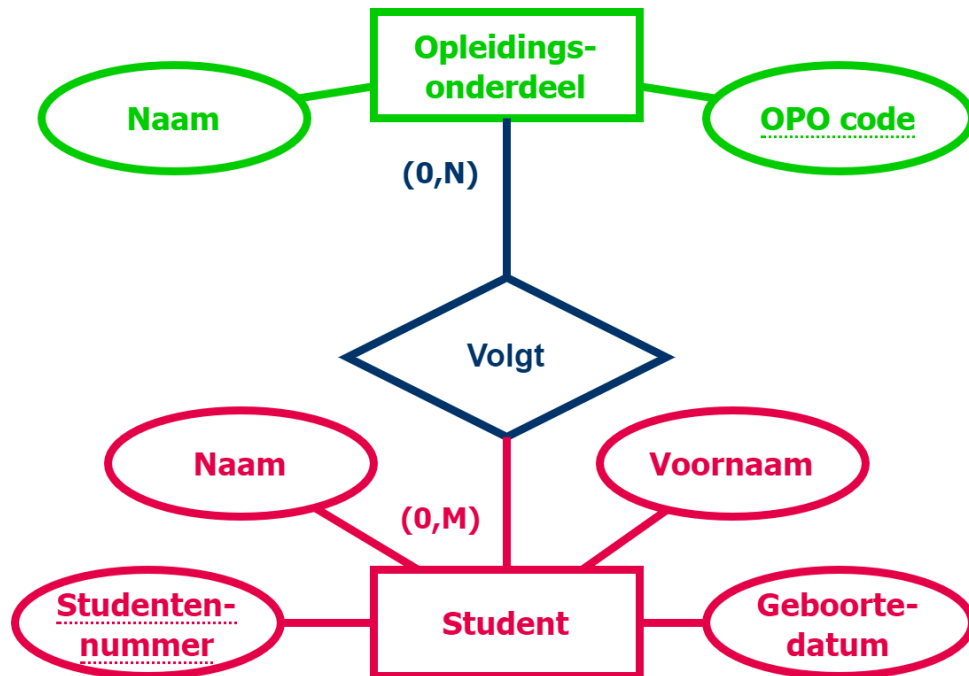 Opleidings-
onderdeel
Naam
OPO code
(0,N)
Volgt
Naam
Voornaam
(0,M)
Studenten-
nummer
Student
Geboorte-
datum